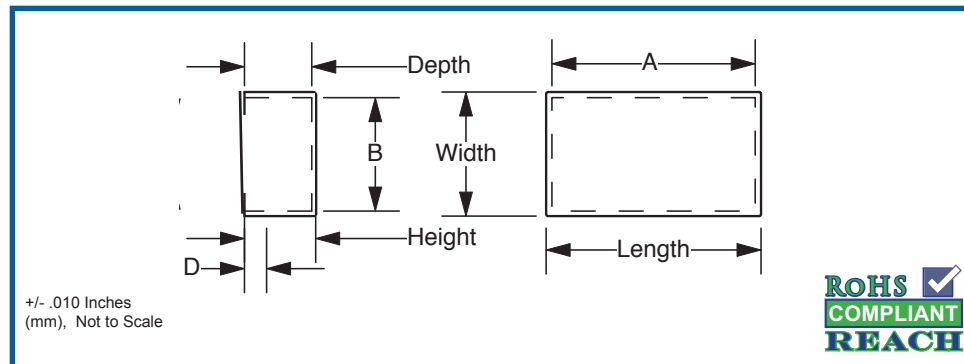 Depth
A
B
Width
Height
D
Length
+/- .010 Inches
(mm), Not to Scale
RoHS
COMPLIANT
REACH